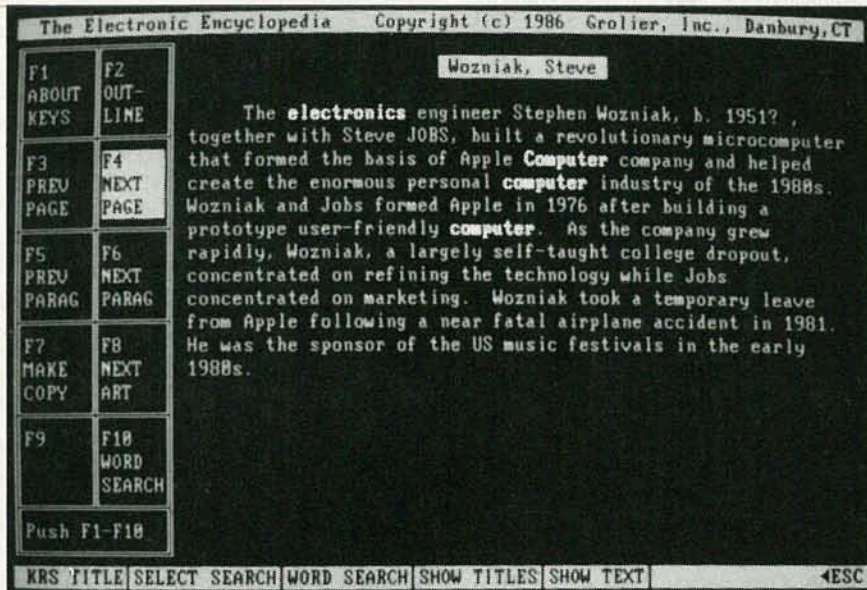 The Electronic Encyclopedia Copyright (c) 1986 Grolier, Inc., Danbury,CT
F1 ABOUT KEYS
F2 OUT- LINE
F3 PREV PAGE
F4 NEXT PAGE
F5 PREV PARAG
F6 NEXT PARAG
F7 MAKE COPY
F8 NEXT ART
F9
F10 WORD SEARCH
Push F1-F10
Wozniak, Steve
The electronics engineer Stephen Wozniak, b. 1951? ,
together with Steve JOBS, built a revolutionary microcomputer
that formed the basis of Apple Computer company and helped
create the enormous personal computer industry of the 1980s.
Wozniak and Jobs formed Apple in 1976 after building a
prototype user-friendly computer. As the company grew
rapidly, Wozniak, a largely self-taught college dropout,
concentrated on refining the technology while Jobs
concentrated on marketing. Wozniak took a temporary leave
from Apple following a near fatal airplane accident in 1981.
He was the sponsor of the US music festivals in the early
1980s.
KRS TITLE SELECT SEARCH WORD SEARCH SHOW TITLES SHOW TEXT ◄ESC